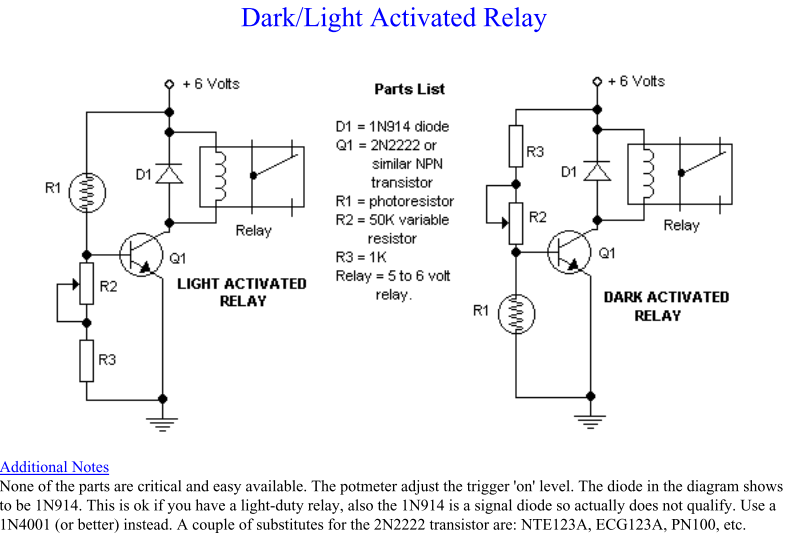 Dark/Light Activated Relay
+ 6 Volts
R1
D1
Relay
Q1
R2
LIGHT ACTIVATED
RELAY
R3
Parts List
D1 = 1N914 diode
Q1 = 2N2222 or
similar NPN
transistor
R1 = photoresistor
R2 = 50K variable
resistor
R3 = 1K
Relay = 5 to 6 volt
relay.
+ 6 Volts
R3
D1
R2
Relay
Q1
DARK ACTIVATED
RELAY
R1
Additional Notes
None of the parts are critical and easy available. The potmeter adjust the trigger 'on' level. The diode in the diagram shows
to be 1N914. This is ok if you have a light-duty relay, also the 1N914 is a signal diode so actually does not qualify. Use a
1N4001 (or better) instead. A couple of substitutes for the 2N2222 transistor are: NTE123A, ECG123A, PN100, etc.